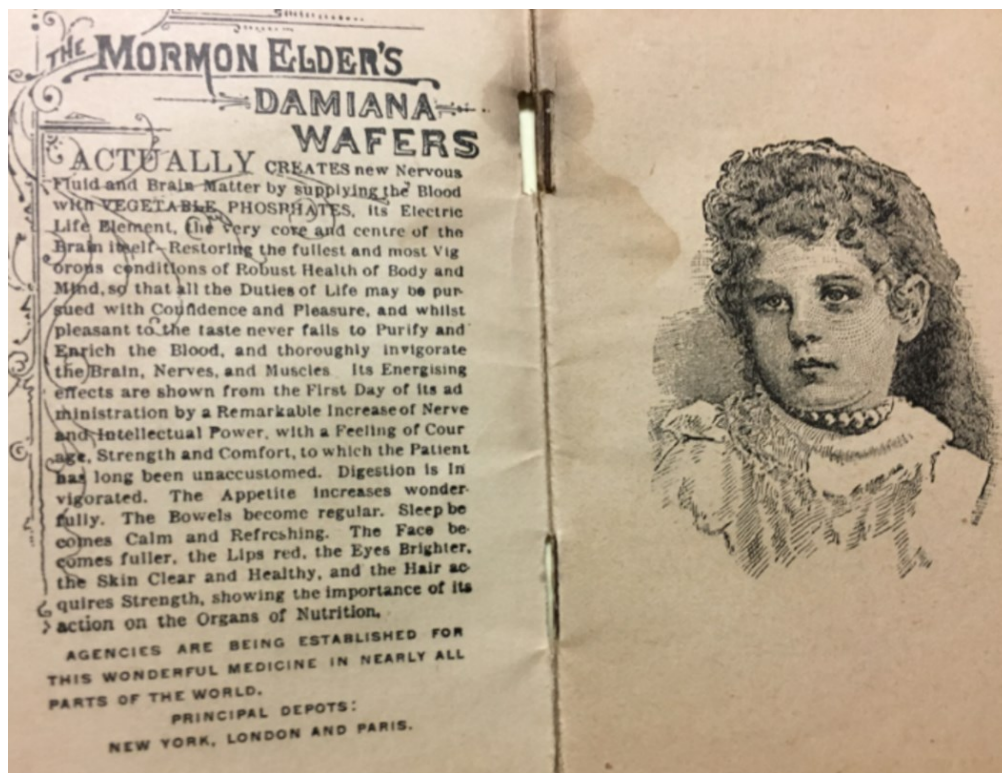 THE MORMON ELDER'S
DAMIANA
WAFERS
ACTUALLY CREATES new Nervous
Fluid and Brain Matter by supplying the Blood
with VEGETABLE PHOSPHATES, its Electric
Life Element, the very core and centre of the
Brain itself—Restoring the fullest and most Vig
orous conditions of Robust Health of Body and
Mind, so that all the Duties of Life may be pur-
sued with Confidence and Pleasure, and whilst
pleasant to the taste never fails to Purify and
Enrich the Blood, and thoroughly invigorate
the Brain, Nerves, and Muscles Its Energising
effects are shown from the First Day of its ad
ministration by a Remarkable Increase of Nerve
and Intellectual Power, with a Feeling of Cour
age, Strength and Comfort, to which the Patient
has long been unaccustomed. Digestion is In
vigorated. The Appetite increases wonder-
fully. The Bowels become regular. Sleep be
comes Calm and Refreshing. The Face be-
comes fuller, the Lips red, the Eyes Brighter,
the Skin Clear and Healthy, and the Hair ac-
quires Strength, showing the importance of its
action on the Organs of Nutrition.
AGENCIES ARE BEING ESTABLISHED FOR
THIS WONDERFUL MEDICINE IN NEARLY ALL
PARTS OF THE WORLD.
PRINCIPAL DEPOTS:
NEW YORK, LONDON AND PARIS.